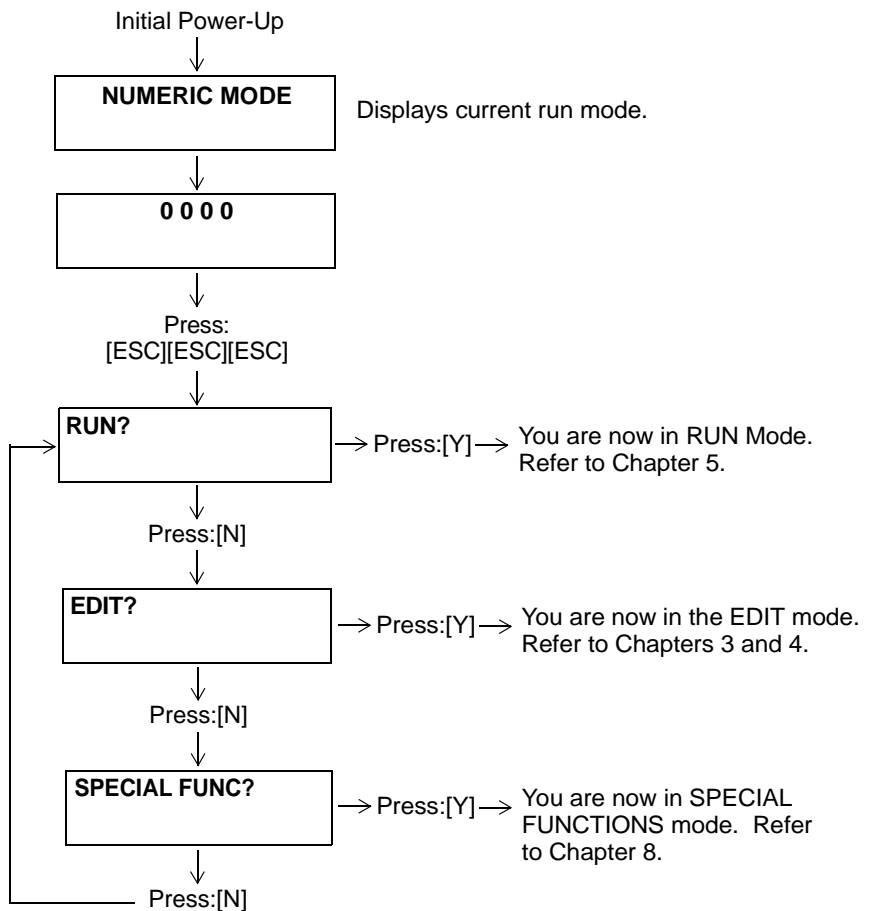 Initial Power-Up
NUMERIC MODE
Displays current run mode.
0 0 0 0
Press:
[ESC][ESC][ESC]
RUN?
Press:[Y]
You are now in RUN Mode.
Refer to Chapter 5.
Press:[N]
EDIT?
Press:[Y]
You are now in the EDIT mode.
Refer to Chapters 3 and 4.
Press:[N]
SPECIAL FUNC?
Press:[Y]
You are now in SPECIAL
FUNCTIONS mode.  Refer
to Chapter 8.
Press:[N]